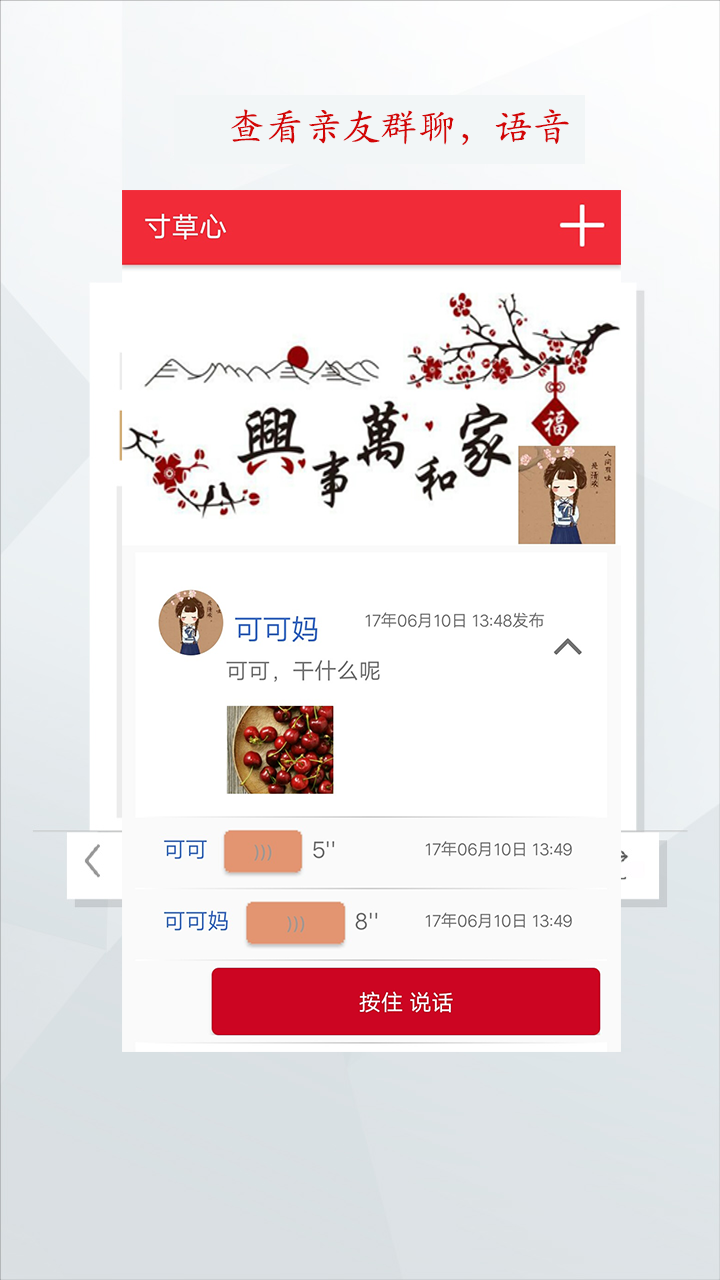 查看亲友群聊，语音
寸草心
家和萬事興
福
人间有味
是清欢，
可可妈
17年06月10日 13:48发布
可可，干什么呢
可可
5''
17年06月10日 13:49
可可妈
8''
17年06月10日 13:49
按住 说话